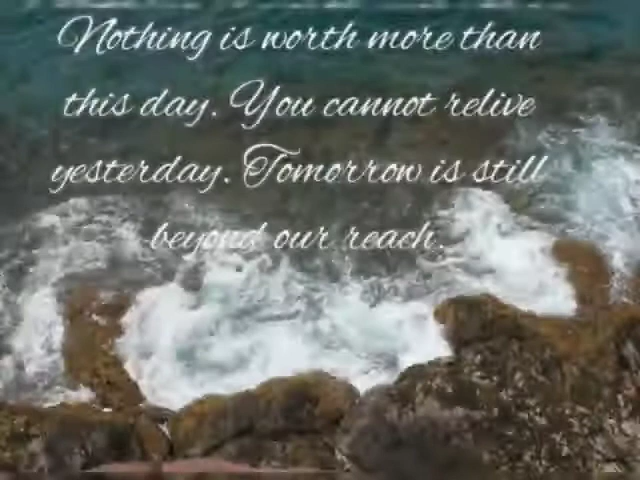 Nothing is worth more than
this day. You cannot relive
yesterday. Tomorrow is still
beyond our reach.